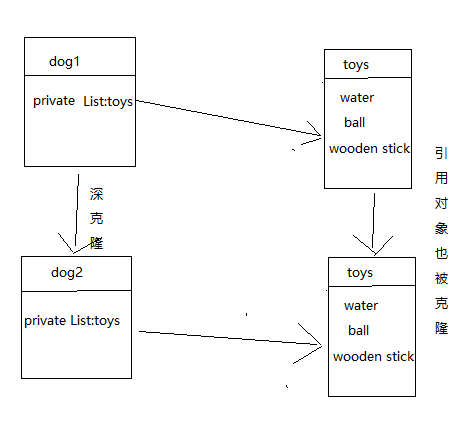 dog1
private List:toys
toys
water
ball
wooden stick
深克隆
dog2
private List:toys
toys
water
ball
wooden stick
引用对象也被克隆